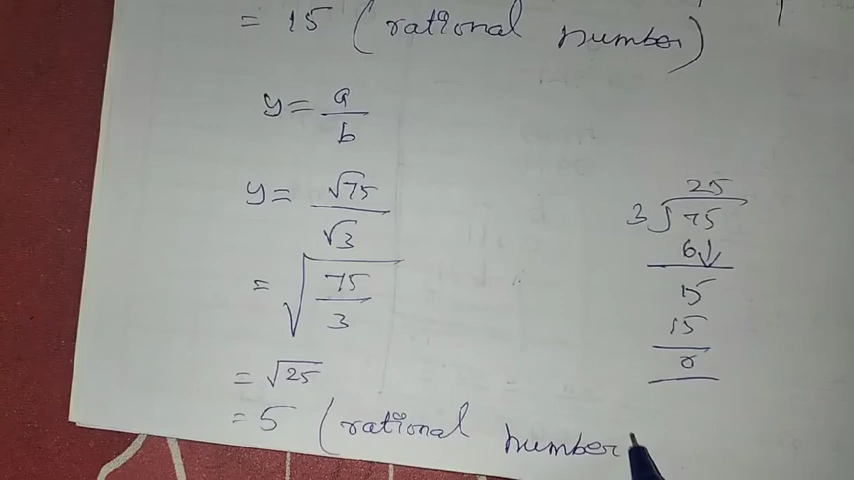 = 15 (rational number)
y = a/b
y = √75/√3
= √(75/3)
= √25
= 5 (rational number
25
3)75
6↓
15
15
0